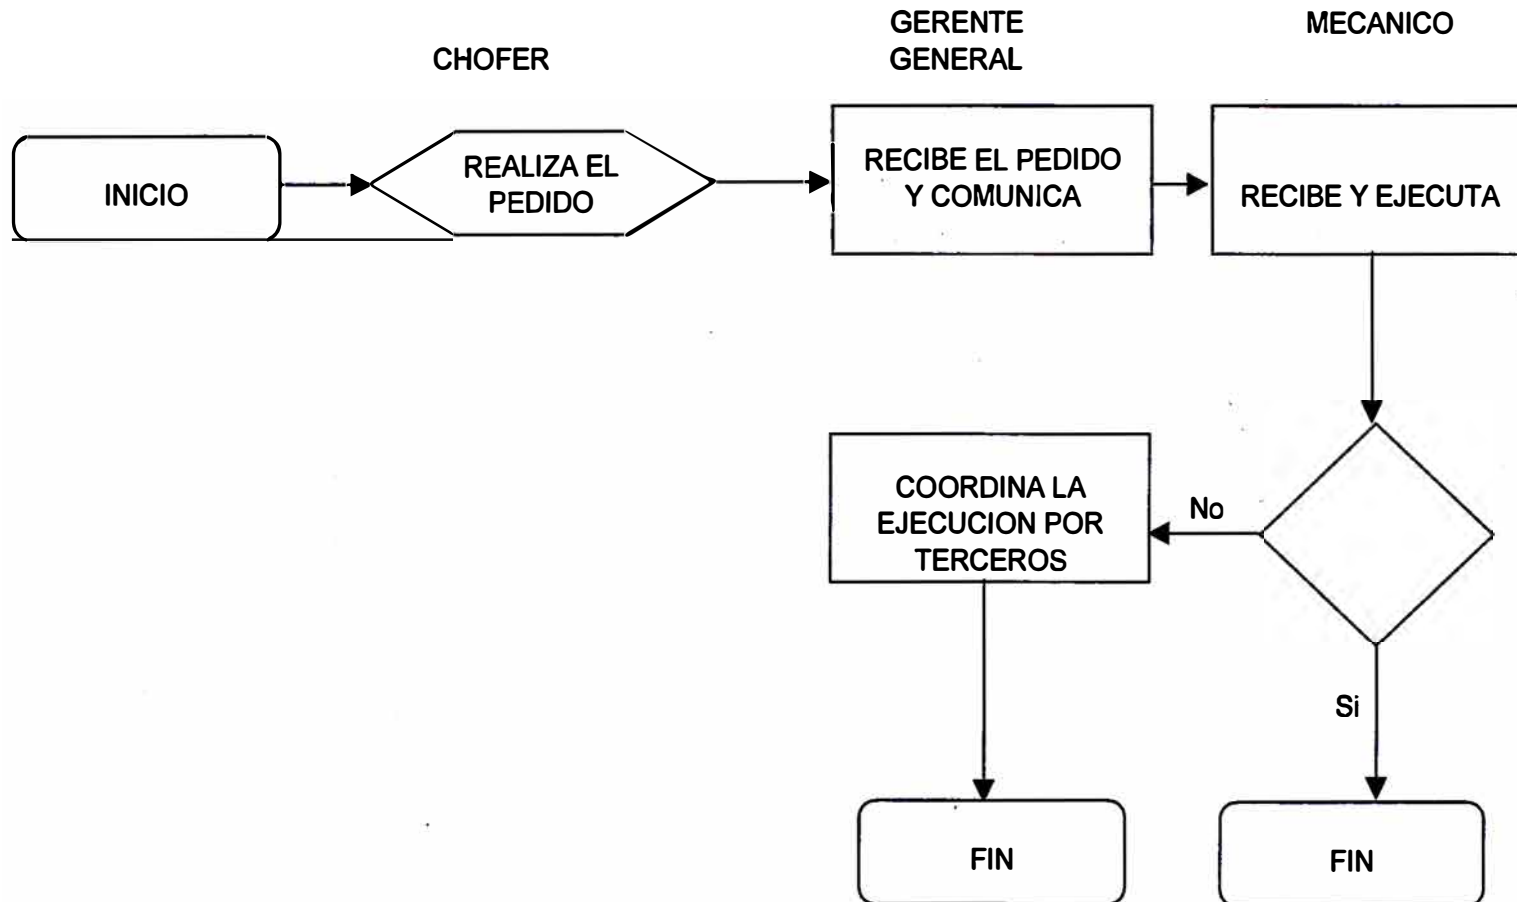 CHOFER
GERENTE
GENERAL
MECANICO
INICIO
REALIZA EL
PEDIDO
RECIBE EL PEDIDO
Y COMUNICA
RECIBE Y EJECUTA
COORDINA LA
EJECUCION POR
TERCEROS
No
Si
FIN
FIN